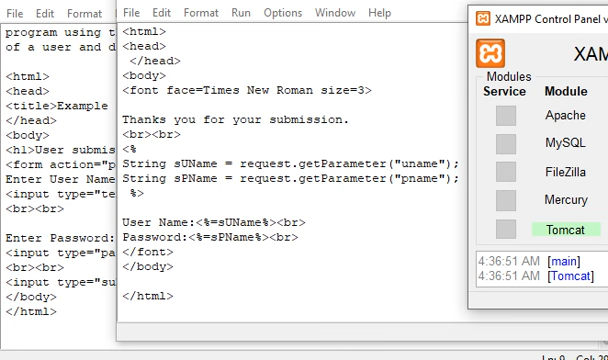 File Edit Format
program using t
of a user and d
<html>
<head>
<title>Example
</head>
<body>
<h1>User submis
<form action="p
Enter User Name
<input type="te
<br><br>
Enter Password:
<input type="pa
<br><br>
<input type="su
</body>
</html>
File Edit Format Run Options Window Help
<html>
<head>
</head>
<body>
<font face=Times New Roman size=3>
Thanks you for your submission.
<br><br>
<%
String sUName = request.getParameter("uname");
String sPName = request.getParameter("pname");
%>
User Name:<%=sUName%><br>
Password:<%=sPName%><br>
</font>
</body>
</html>
XAMPP Control Panel v
XAM
Modules
Service Module
Apache
MySQL
FileZilla
Mercury
Tomcat
4:36:51 AM [main]
4:36:51 AM [Tomcat]